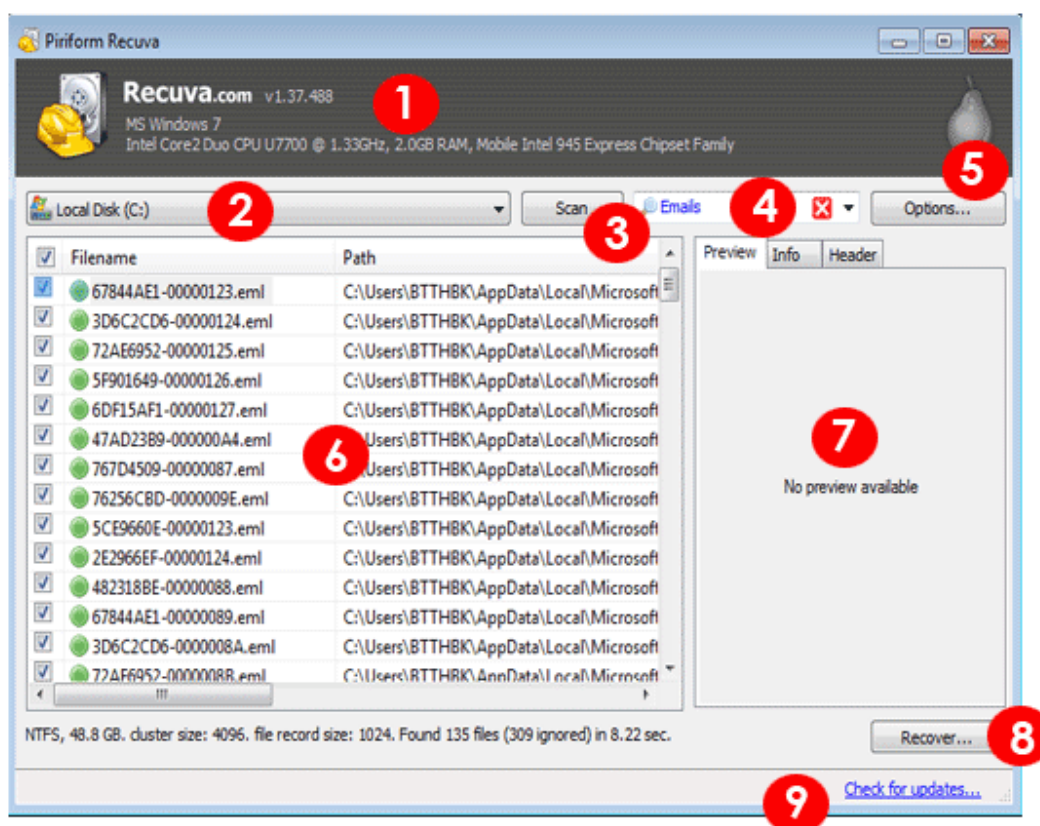 Piriform Recuva
Recuva.com v1.37.488
MS Windows 7
Intel Core2 Duo CPU U7700 @ 1.33GHz, 2.0GB RAM, Mobile Intel 945 Express Chipset Family
1
5
Local Disk (C:)
2
Scan
3
Emails
4
Options...
Filename Path
67844AE1-00000123.eml C:\Users\BTTHBK\AppData\Local\Microsoft
3D6C2CD6-00000124.eml C:\Users\BTTHBK\AppData\Local\Microsoft
72AE6952-00000125.eml C:\Users\BTTHBK\AppData\Local\Microsoft
5F901649-00000126.eml C:\Users\BTTHBK\AppData\Local\Microsoft
6DF15AF1-00000127.eml C:\Users\BTTHBK\AppData\Local\Microsoft
47AD23B9-000000A4.eml \Users\BTTHBK\AppData\Local\Microsoft
6
767D4509-00000087.eml \Users\BTTHBK\AppData\Local\Microsoft
76256CBD-0000009E.eml C:\Users\BTTHBK\AppData\Local\Microsoft
5CE9660E-00000123.eml C:\Users\BTTHBK\AppData\Local\Microsoft
2E2966EF-00000124.eml C:\Users\BTTHBK\AppData\Local\Microsoft
482318BE-00000088.eml C:\Users\BTTHBK\AppData\Local\Microsoft
67844AE1-00000089.eml C:\Users\BTTHBK\AppData\Local\Microsoft
3D6C2CD6-0000008A.eml C:\Users\BTTHBK\AppData\Local\Microsoft
72AE6952-0000008B.eml C:\Users\BTTHBK\AppData\Local\Microsoft
Preview Info Header
7
No preview available
NTFS, 48.8 GB. cluster size: 4096. file record size: 1024. Found 135 files (309 ignored) in 8.22 sec.
Recover...
8
9
Check for updates...